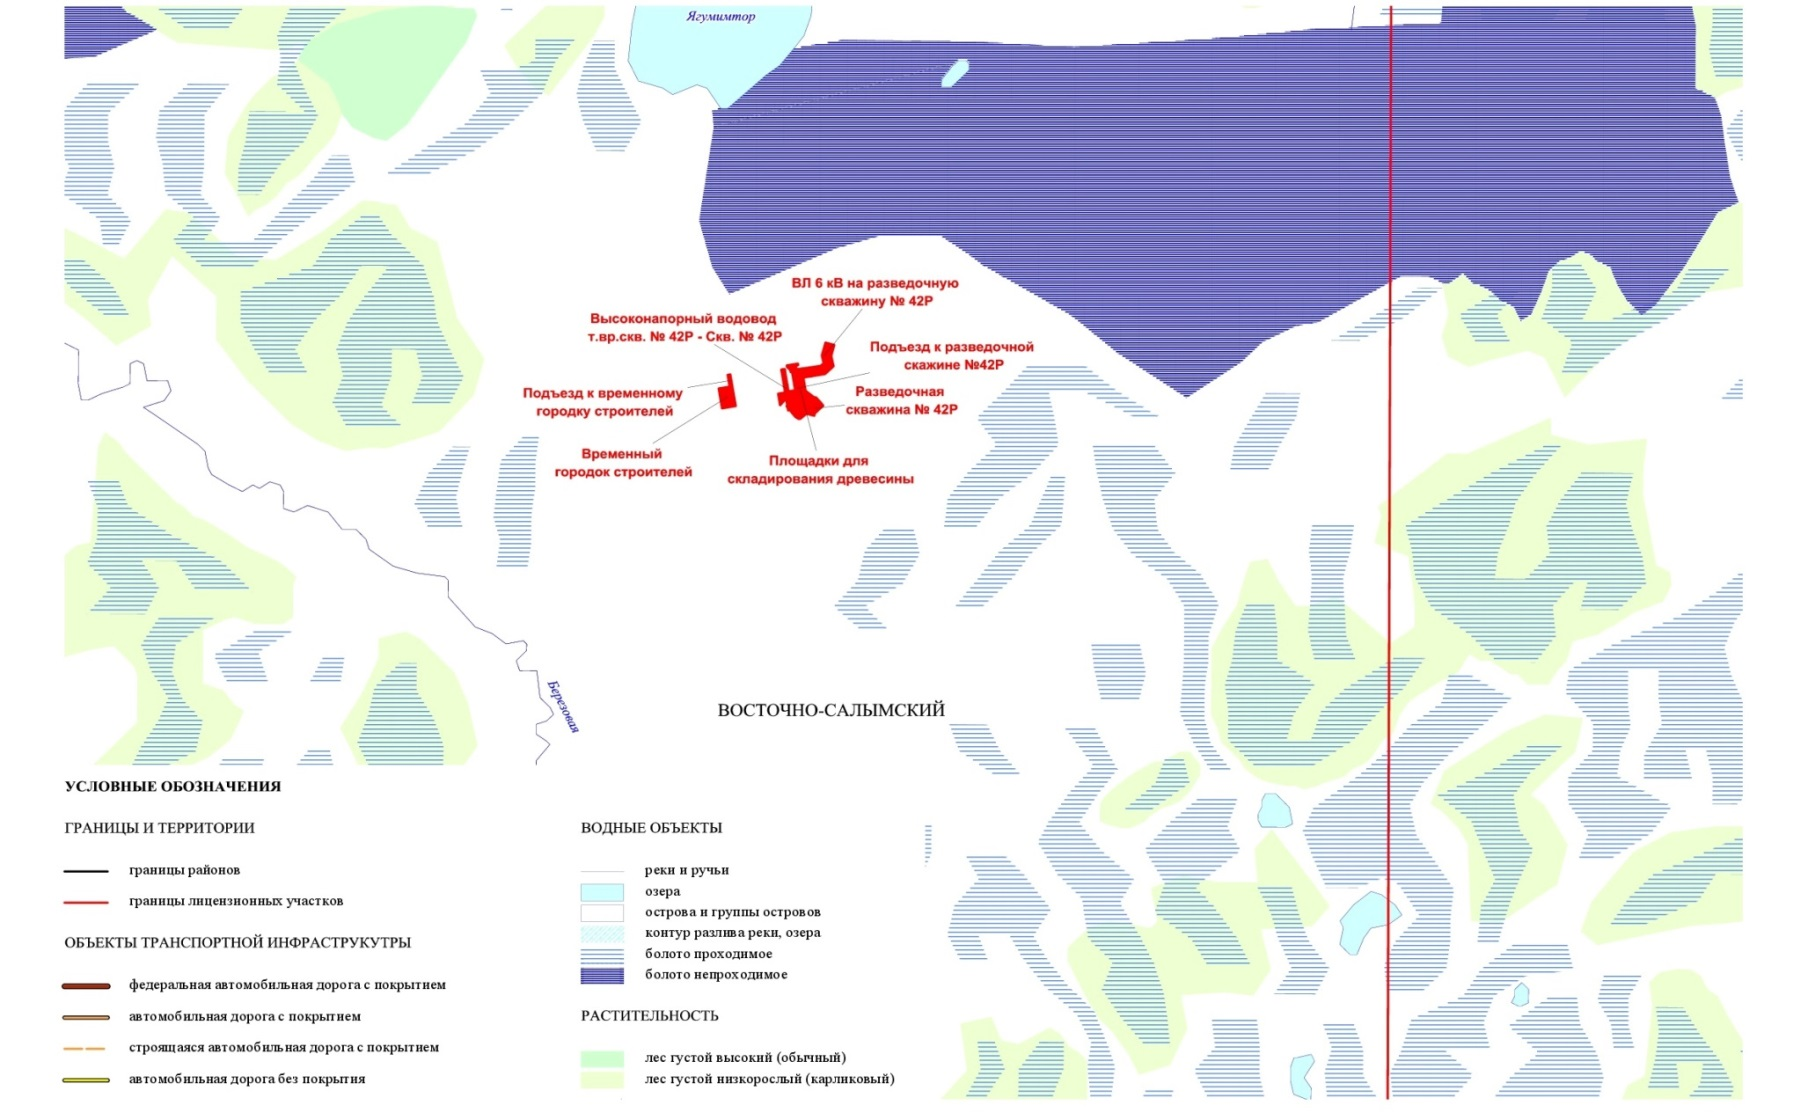 Ягумимтор
ВЛ 6 кВ на разведочную
скважину № 42Р
Высоконапорный водовод
т.вр.скв. № 42Р - Скв. № 42Р
Подъезд к разведочной
скажине №42Р
Подъезд к временному
городку строителей
Разведочная
скважина № 42Р
Временный
городок строителей
Площадки для
складирования древесины
Березовая
ВОСТОЧНО-САЛЫМСКИЙ
УСЛОВНЫЕ ОБОЗНАЧЕНИЯ
ГРАНИЦЫ И ТЕРРИТОРИИ
границы районов
границы лицензионных участков
ОБЪЕКТЫ ТРАНСПОРТНОЙ ИНФРАСТРУКУТРЫ
федеральная автомобильная дорога с покрытием
автомобильная дорога с покрытием
строящаяся автомобильная дорога с покрытием
автомобильная дорога без покрытия
ВОДНЫЕ ОБЪЕКТЫ
реки и ручьи
озера
острова и группы островов
контур разлива реки, озера
болото проходимое
болото непроходимое
РАСТИТЕЛЬНОСТЬ
лес густой высокий (обычный)
лес густой низкорослый (карликовый)